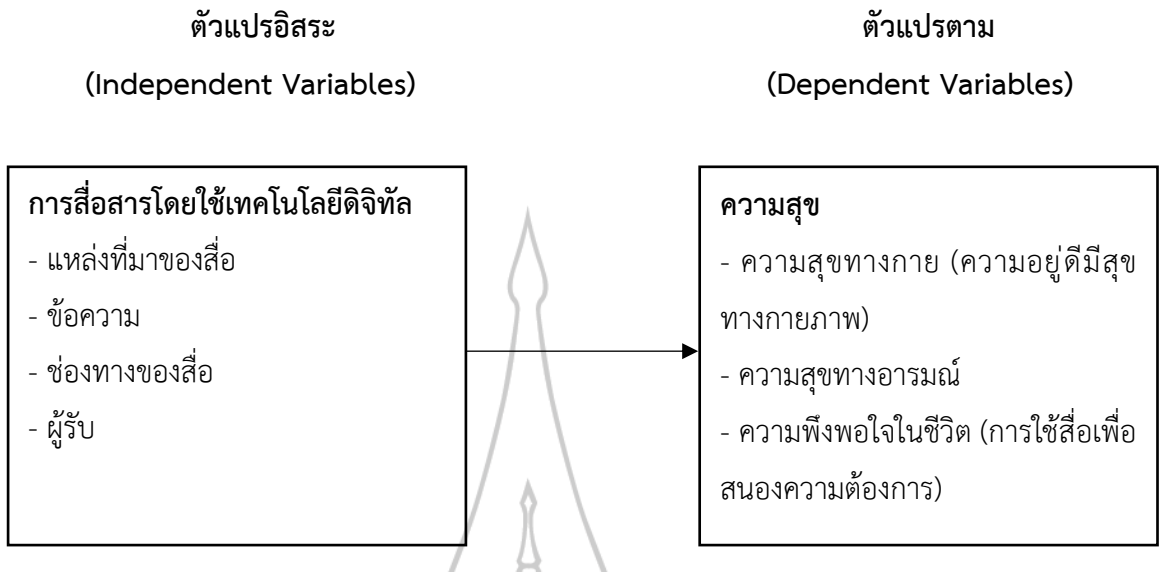 ตัวแปรอิสระ
(Independent Variables)
การสื่อสารโดยใช้เทคโนโลยีดิจิทัล
- แหล่งที่มาของสื่อ
- ข้อความ
- ช่องทางของสื่อ
- ผู้รับ
ตัวแปรตาม
(Dependent Variables)
ความสุข
- ความสุขทางกาย (ความอยู่ดีมีสุข
ทางกายภาพ)
- ความสุขทางอารมณ์
- ความพึงพอใจในชีวิต (การใช้สื่อเพื่อ
สนองความต้องการ)